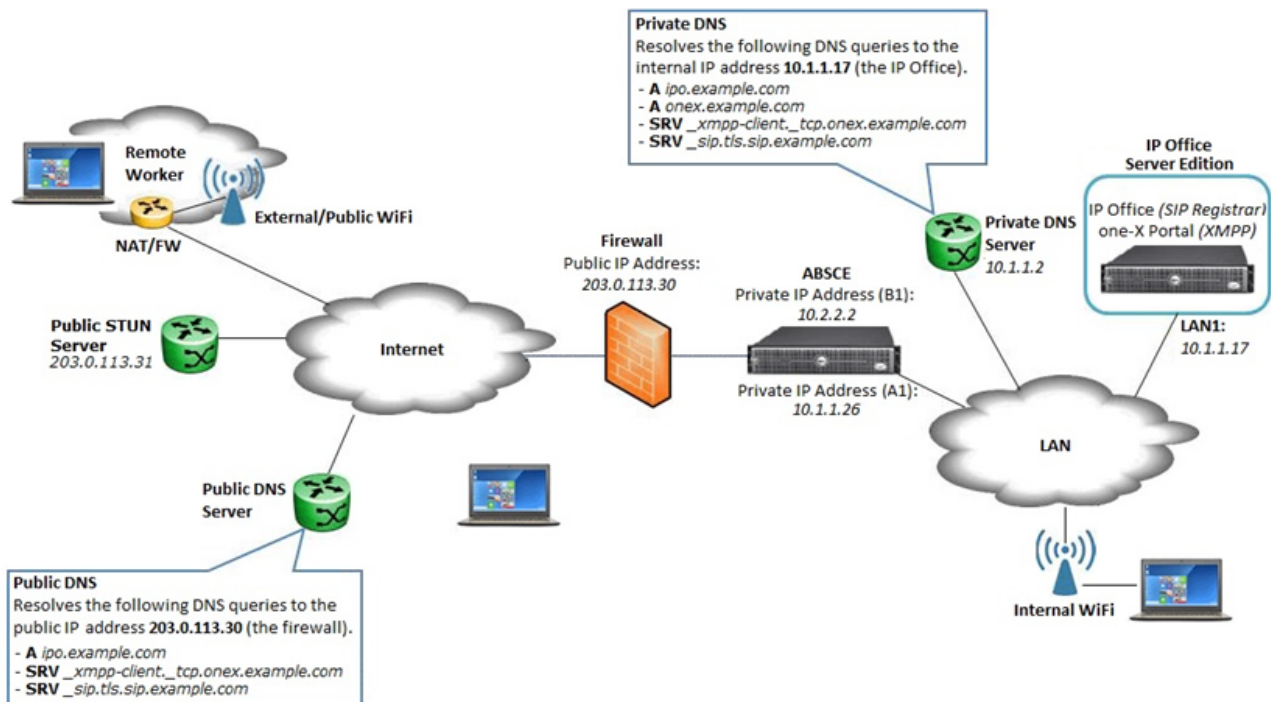 Private DNS
Resolves the following DNS queries to the
internal IP address 10.1.1.17 (the IP Office).
- A ipo.example.com
- A onex.example.com
- SRV _xmpp-client._tcp.onex.example.com
- SRV _sip.tls.sip.example.com
Remote
Worker
External/Public WiFi
NAT/FW
IP Office
Server Edition
IP Office (SIP Registrar)
one-X Portal (XMPP)
Private DNS
Server
10.1.1.2
Firewall
Public IP Address:
203.0.113.30
ABSCE
Private IP Address (B1):
10.2.2.2
Private IP Address (A1):
10.1.1.26
LAN1:
10.1.1.17
Public STUN
Server
203.0.113.31
Internet
LAN
Public DNS
Server
Internal WiFi
Public DNS
Resolves the following DNS queries to the
public IP address 203.0.113.30 (the firewall).
- A ipo.example.com
- SRV _xmpp-client._tcp.onex.example.com
- SRV _sip.tls.sip.example.com